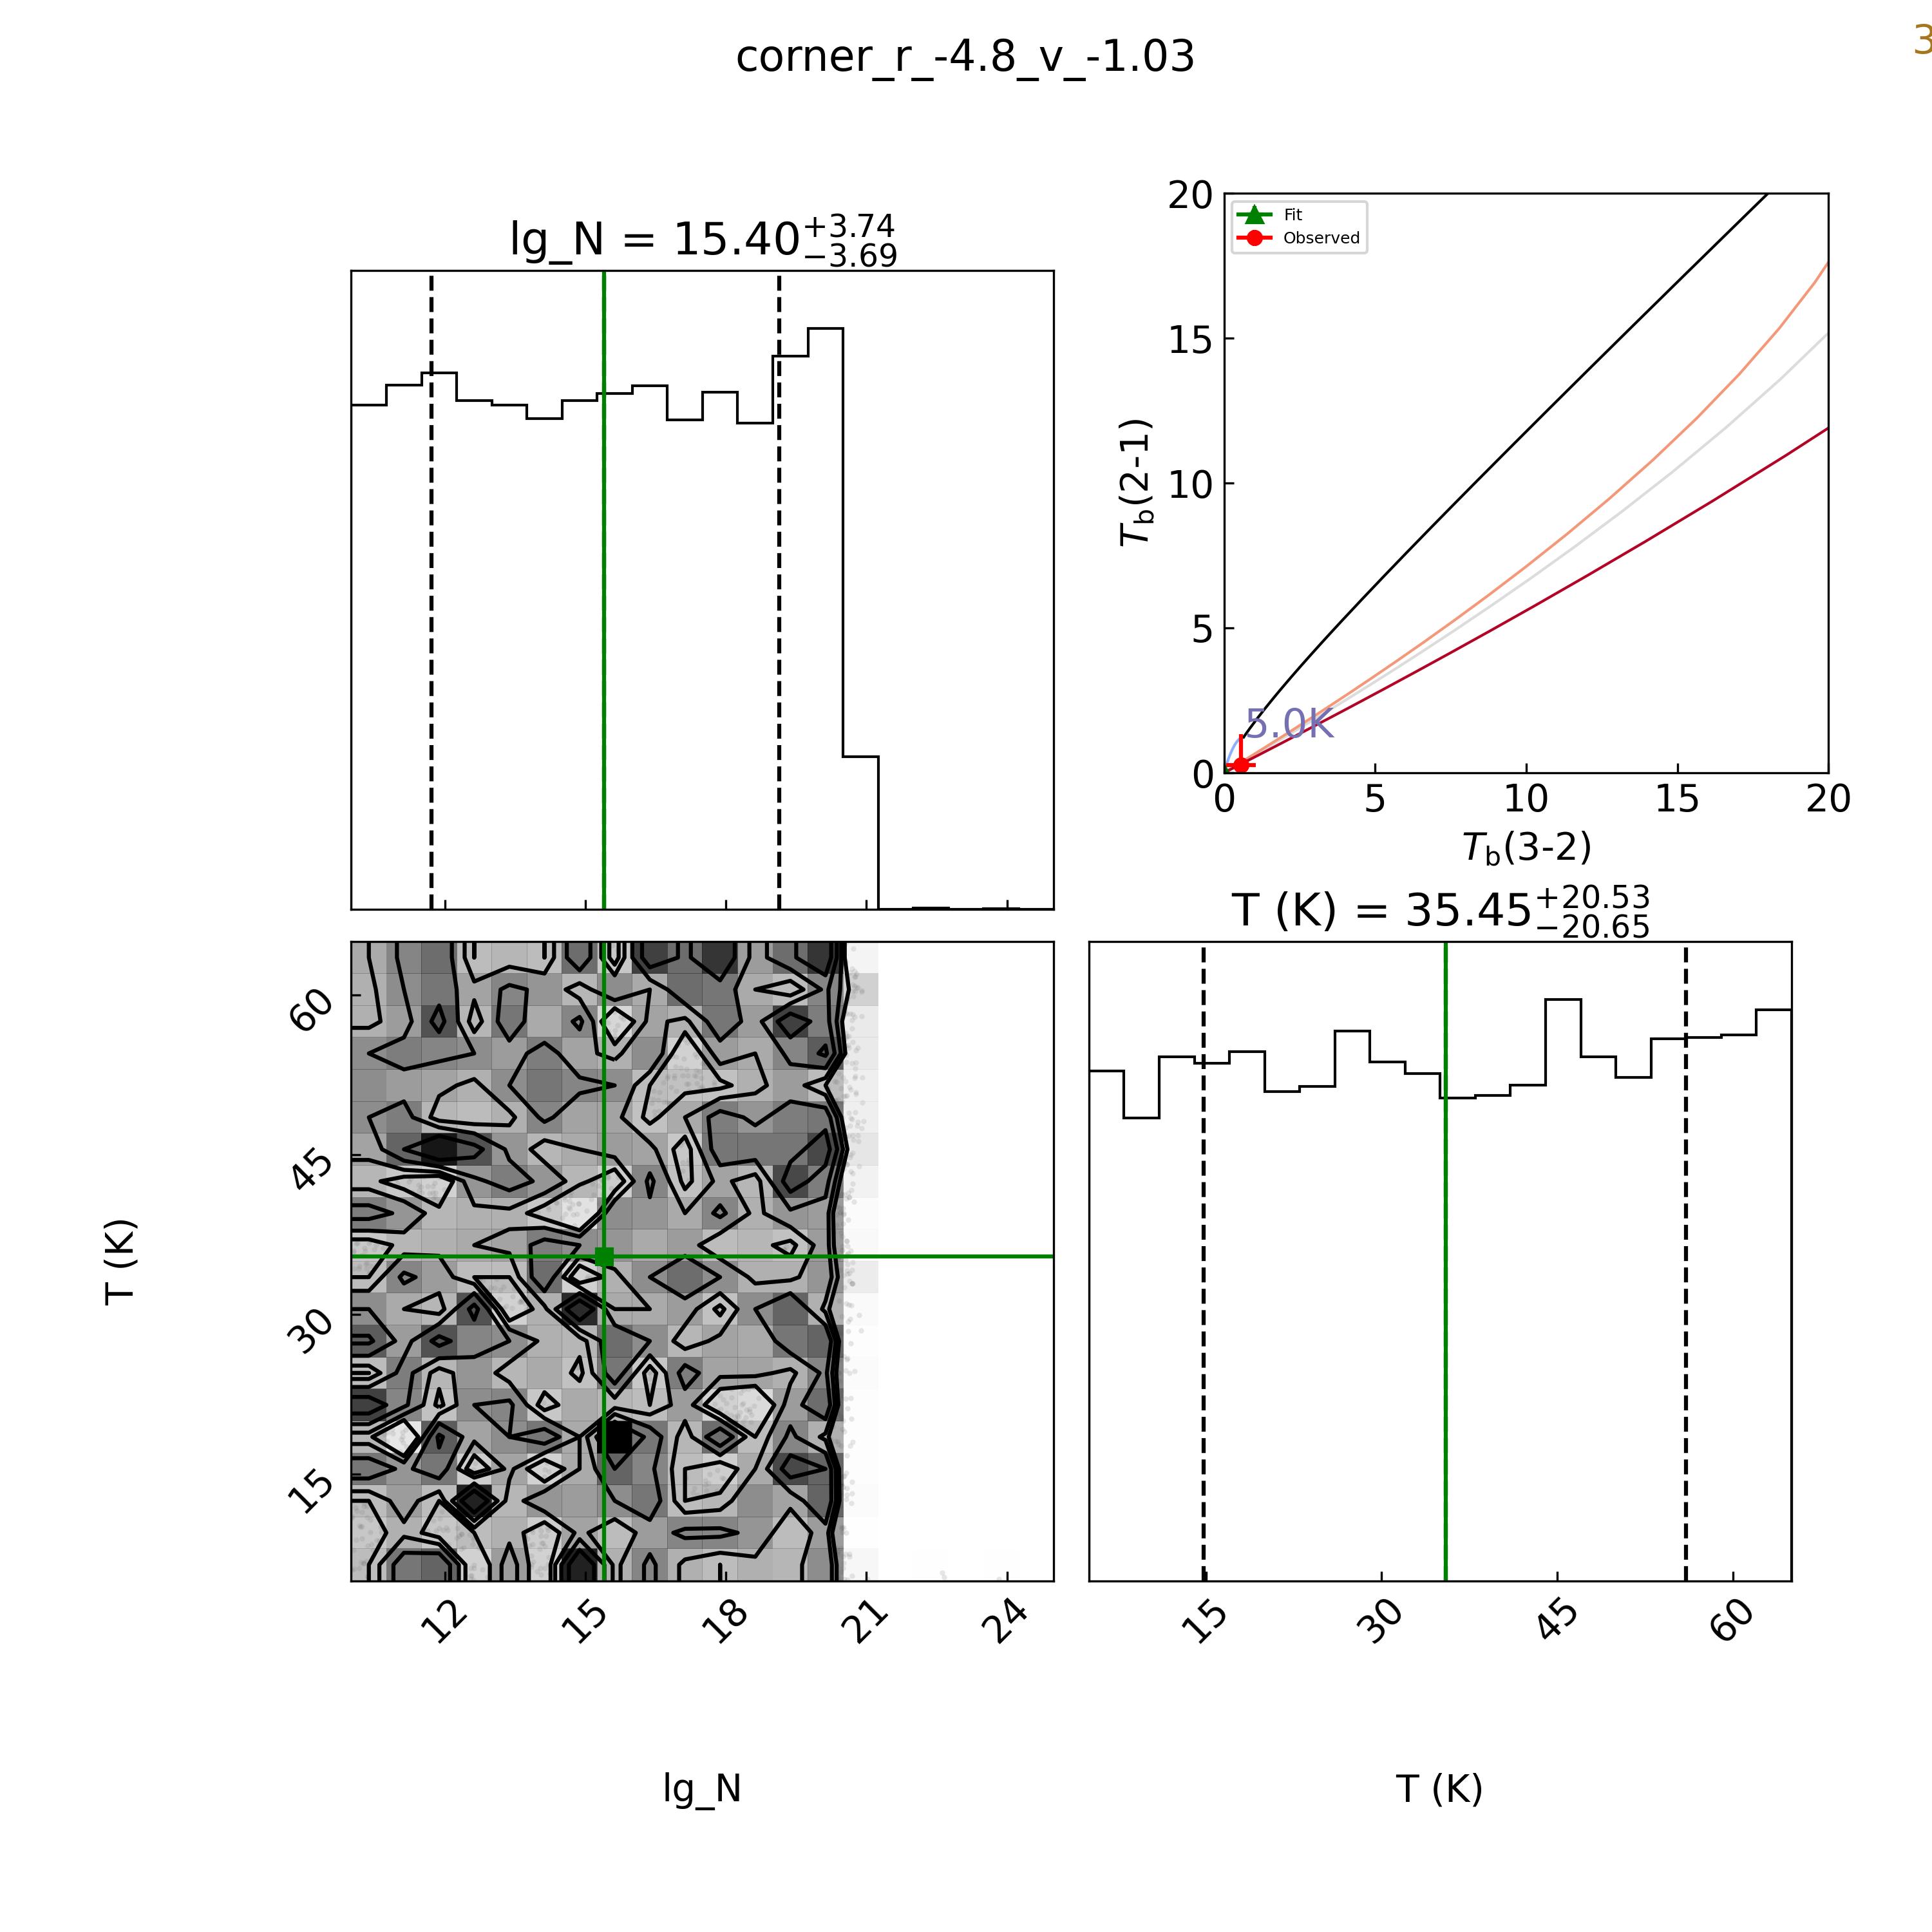 3
corner_r_-4.8_v_-1.03
lg_N = 15.40+3.74−3.69
20
15
10
5
0
Tb(2-1)
Fit
Observed
5.0K
0 5 10 15 20
Tb(3-2)
T (K) = 35.45+20.53−20.65
60
45
30
15
T (K)
12 15 18 21 24
lg_N
15 30 45 60
T (K)